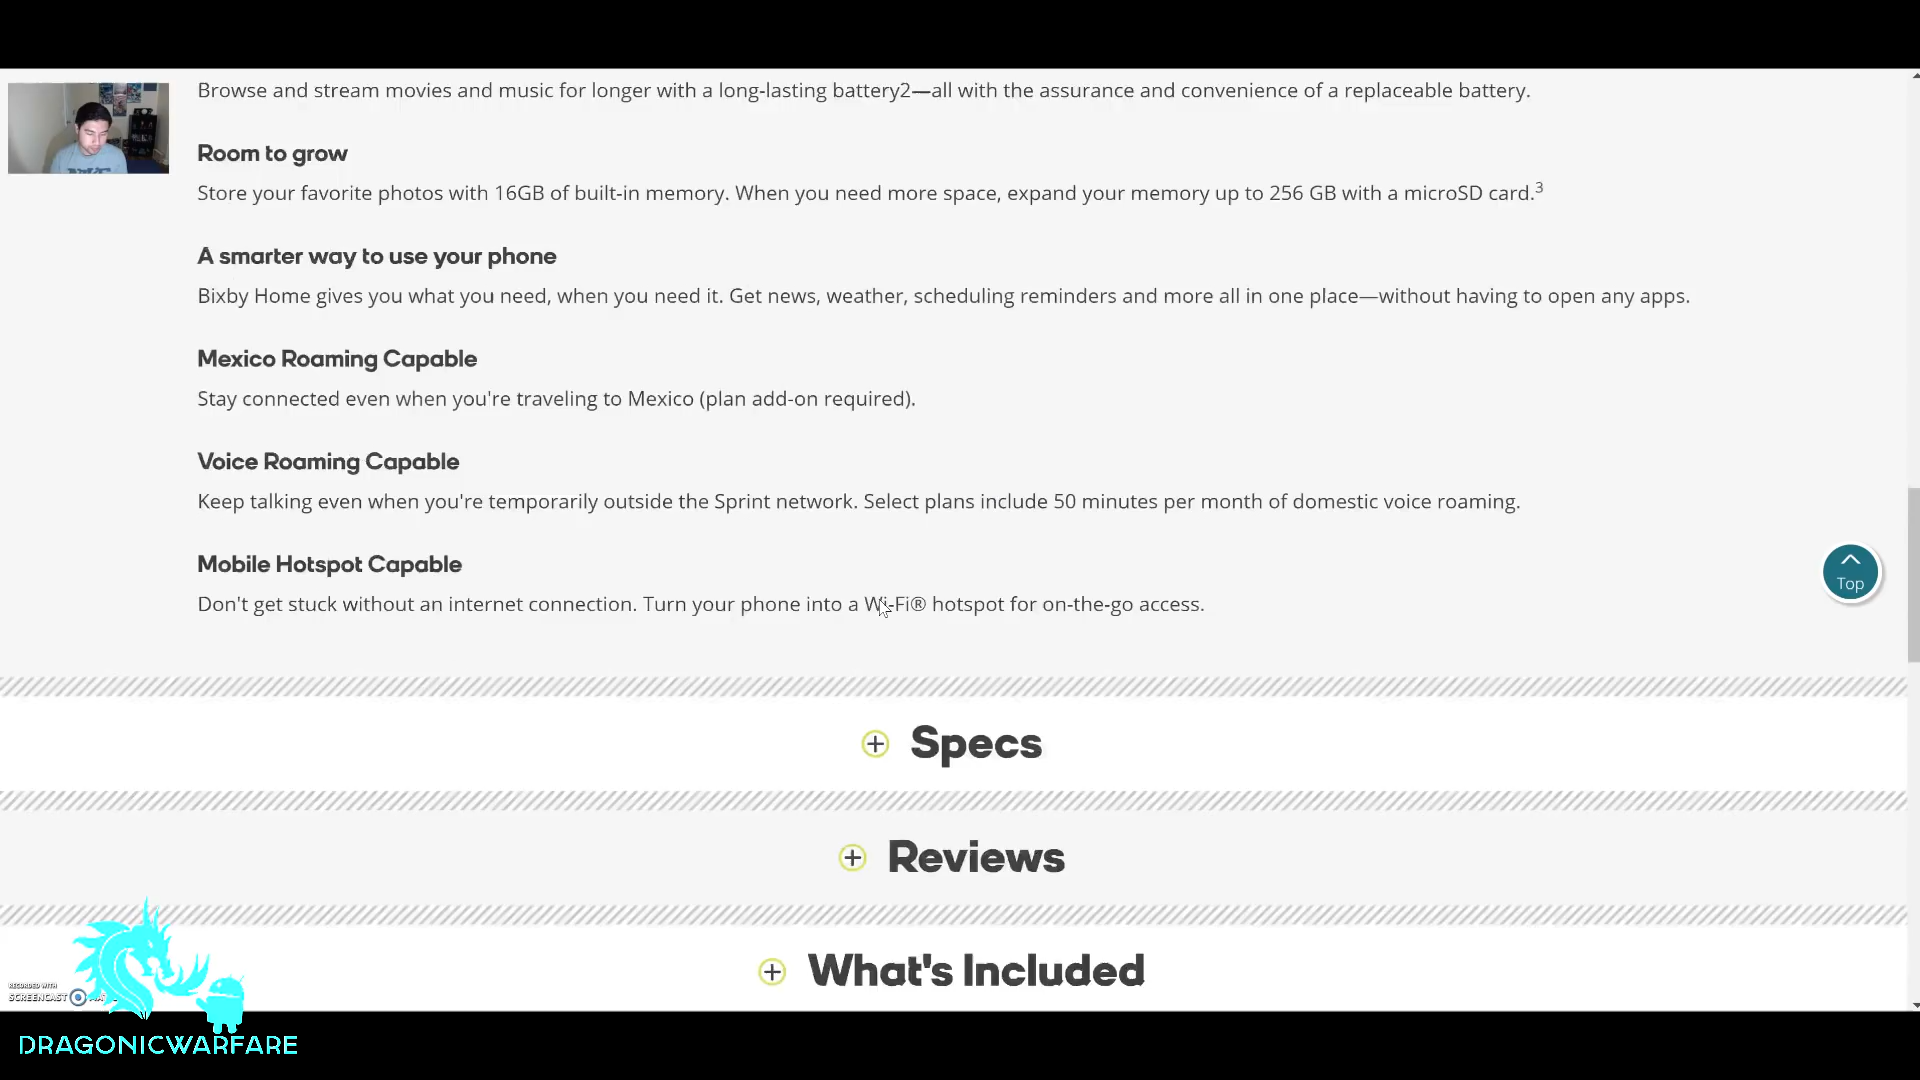 Browse and stream movies and music for longer with a long-lasting battery2—all with the assurance and convenience of a replaceable battery.
Room to grow
Store your favorite photos with 16GB of built-in memory. When you need more space, expand your memory up to 256 GB with a microSD card.3
A smarter way to use your phone
Bixby Home gives you what you need, when you need it. Get news, weather, scheduling reminders and more all in one place—without having to open any apps.
Mexico Roaming Capable
Stay connected even when you're traveling to Mexico (plan add-on required).
Voice Roaming Capable
Keep talking even when you're temporarily outside the Sprint network. Select plans include 50 minutes per month of domestic voice roaming.
Mobile Hotspot Capable
Don't get stuck without an internet connection. Turn your phone into a Wi-Fi® hotspot for on-the-go access.
Top
Specs
Reviews
What's Included
RECORDED WITH
SCREENCAST
DRAGONICWARFARE